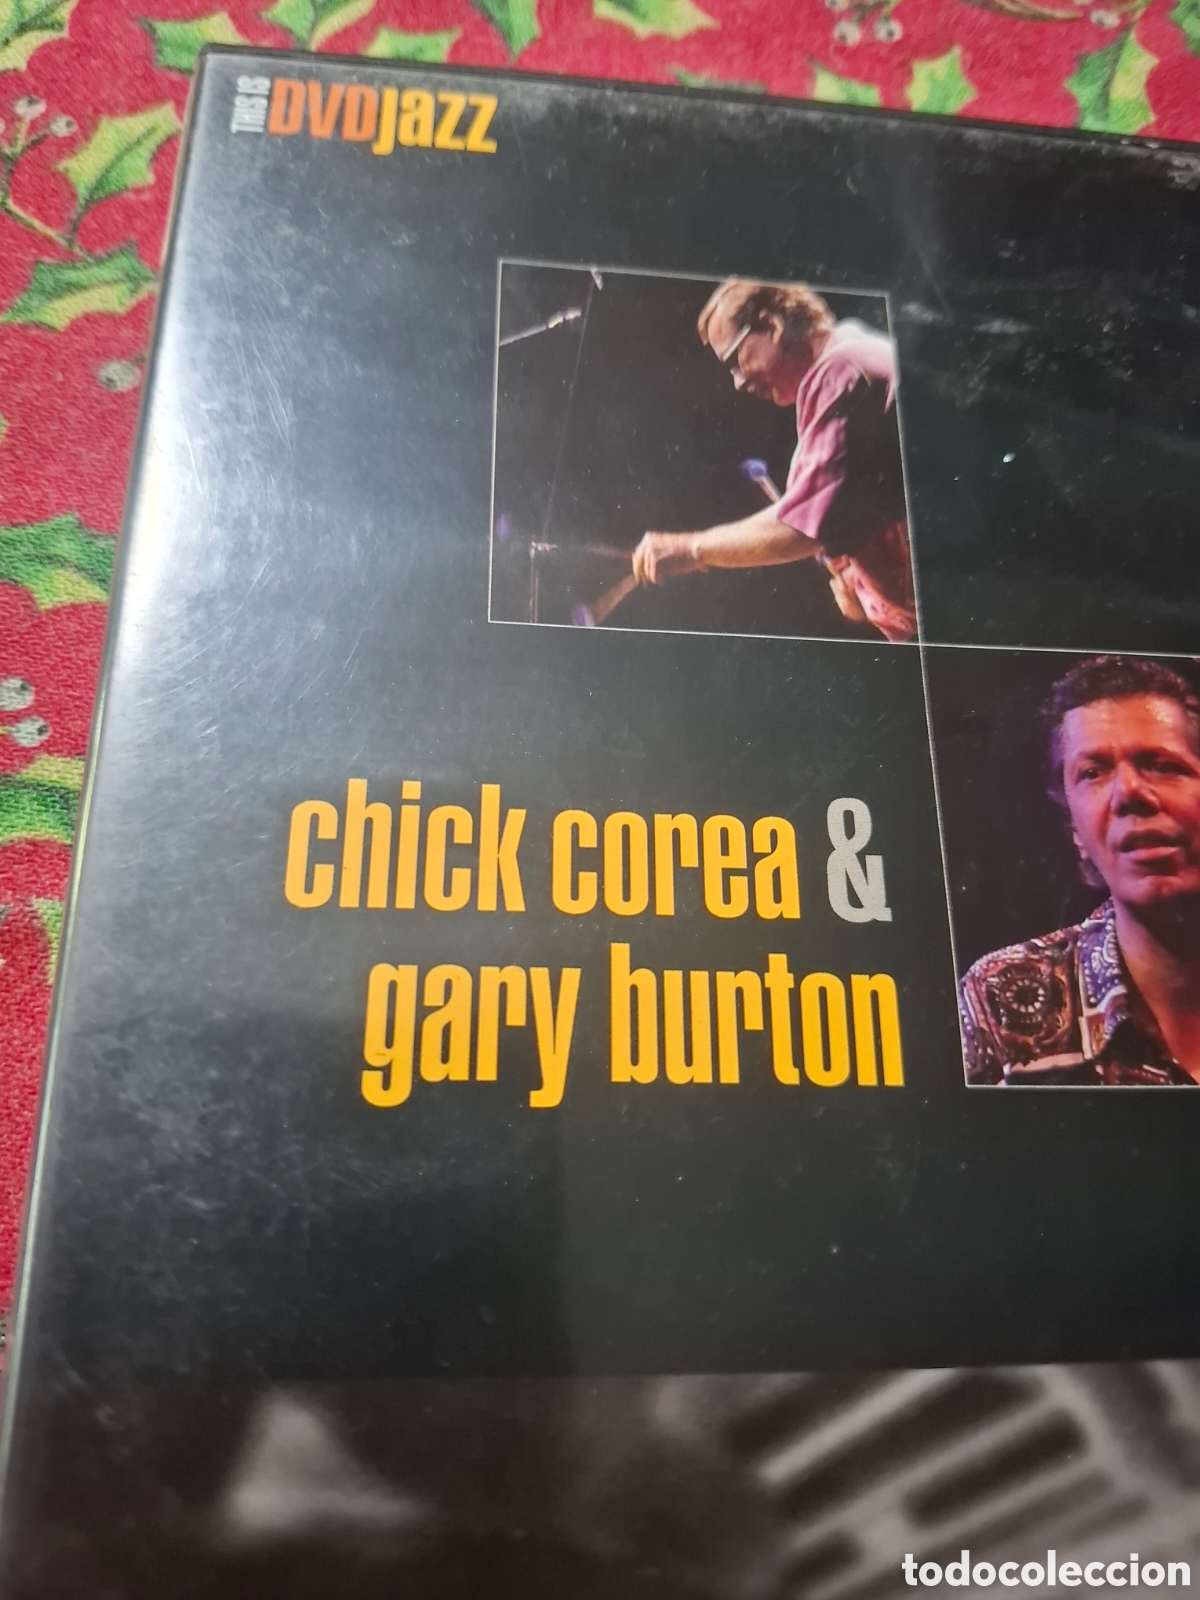 THIS IS DVDJazz
chick corea &
gary burton
todocoleccion